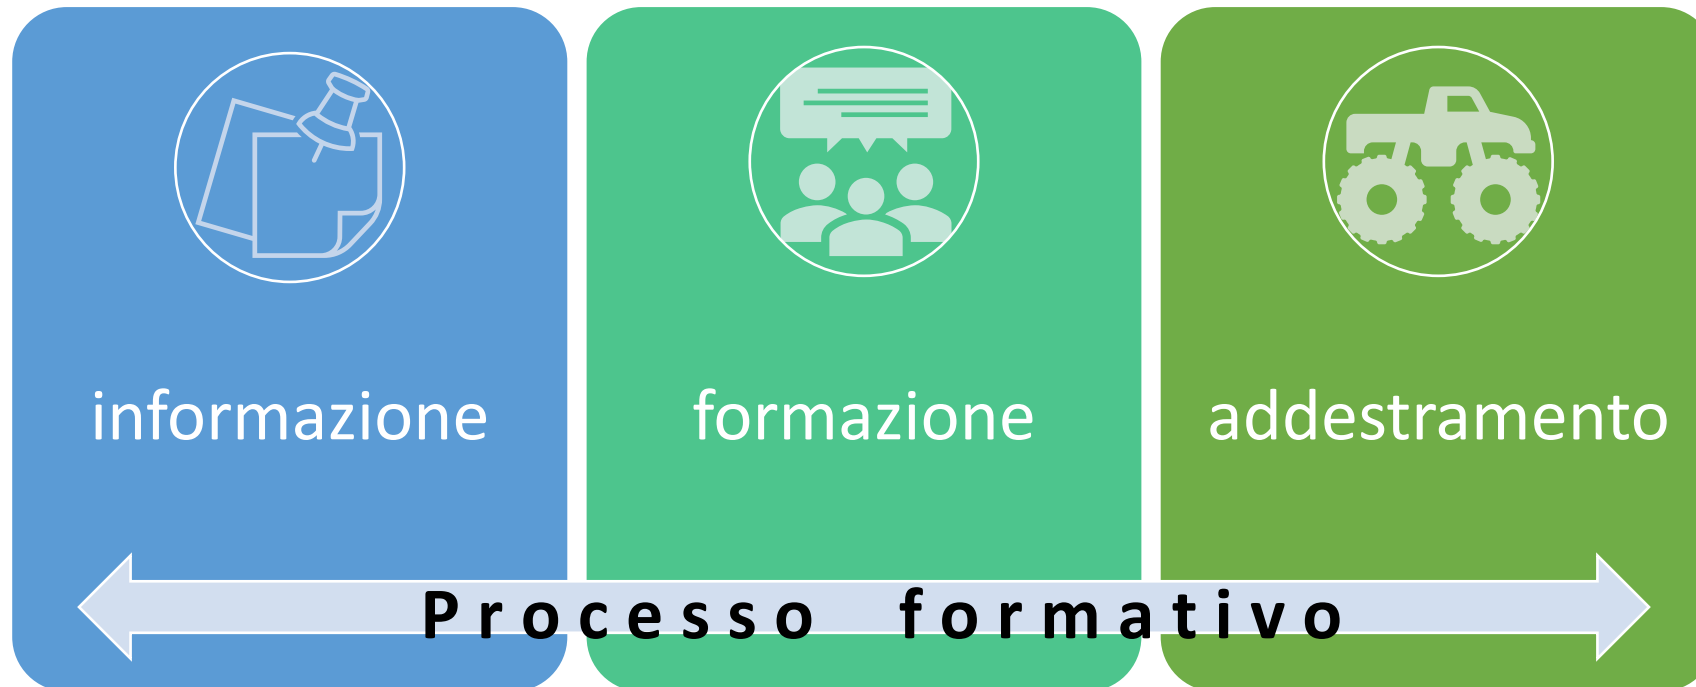 informazione
formazione
addestramento
Processo formativo